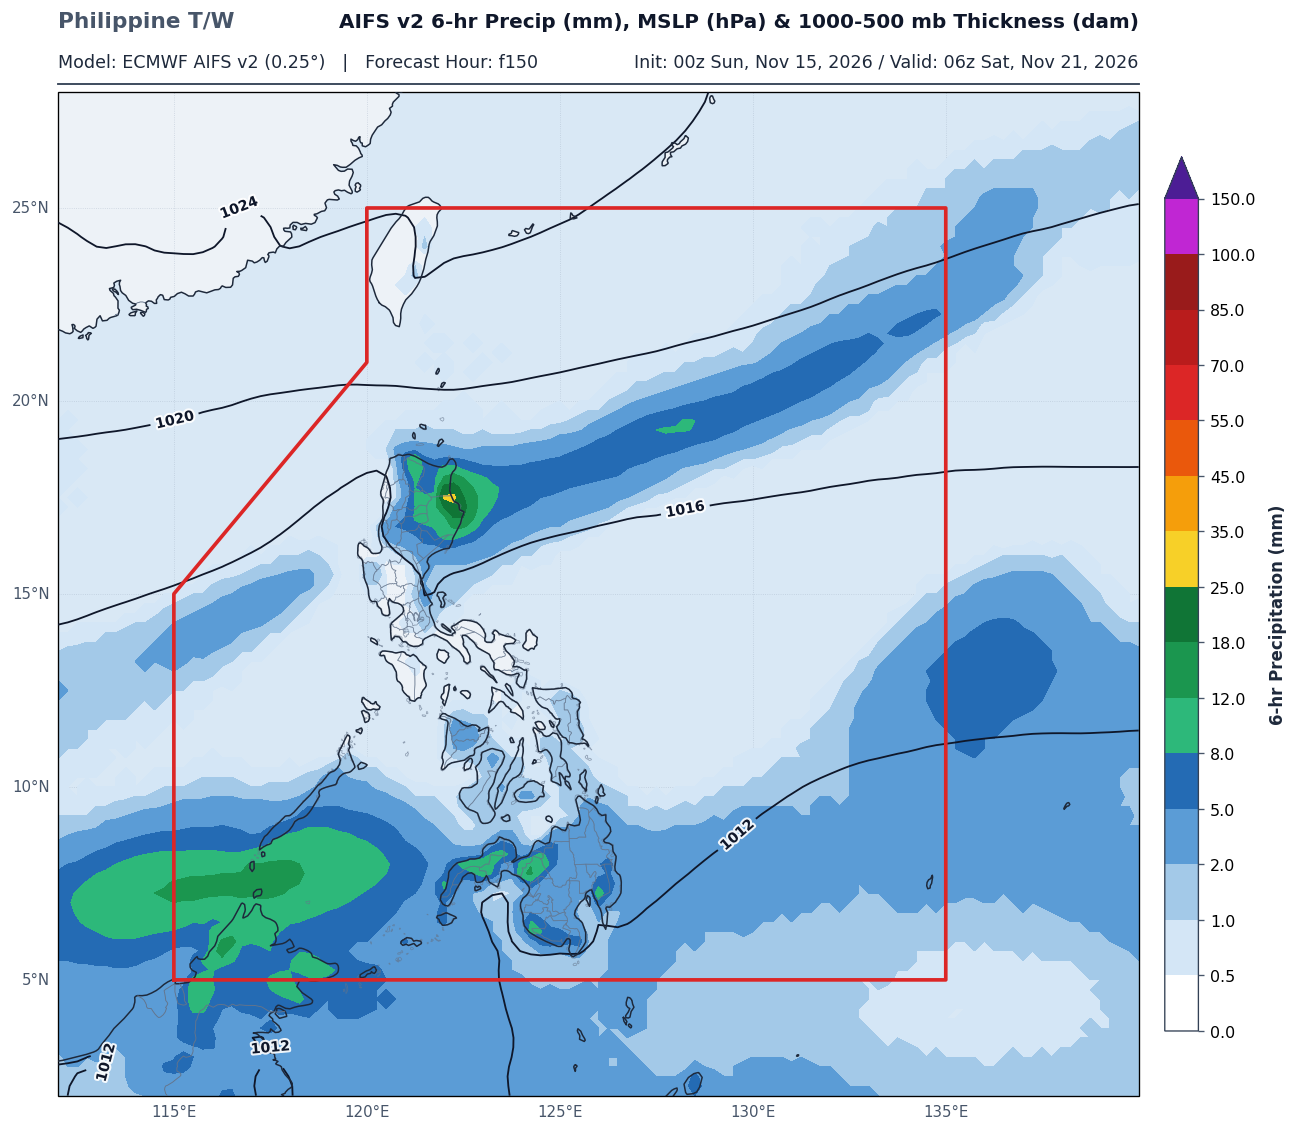 Philippine T/W
AIFS v2 6-hr Precip (mm), MSLP (hPa) & 1000-500 mb Thickness (dam)
Model: ECMWF AIFS v2 (0.25°) | Forecast Hour: f150
Init: 00z Sun, Nov 15, 2026 / Valid: 06z Sat, Nov 21, 2026
25°N
20°N
15°N
10°N
5°N
1024
1020
1016
1012
1012
1012
115°E
120°E
125°E
130°E
135°E
150.0
100.0
85.0
70.0
55.0
45.0
35.0
25.0
18.0
12.0
8.0
5.0
2.0
1.0
0.5
0.0
6-hr Precipitation (mm)